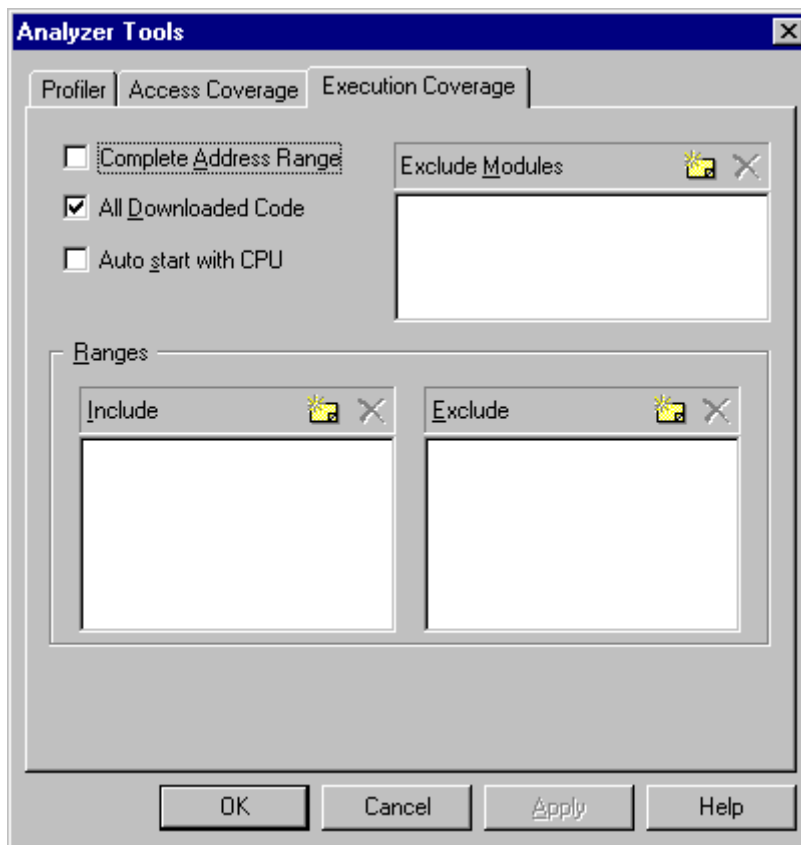 Analyzer Tools
Profiler Access Coverage Execution Coverage
Complete Address Range
Exclude Modules
All Downloaded Code
Auto start with CPU
Ranges
Include
Exclude
OK Cancel Apply Help